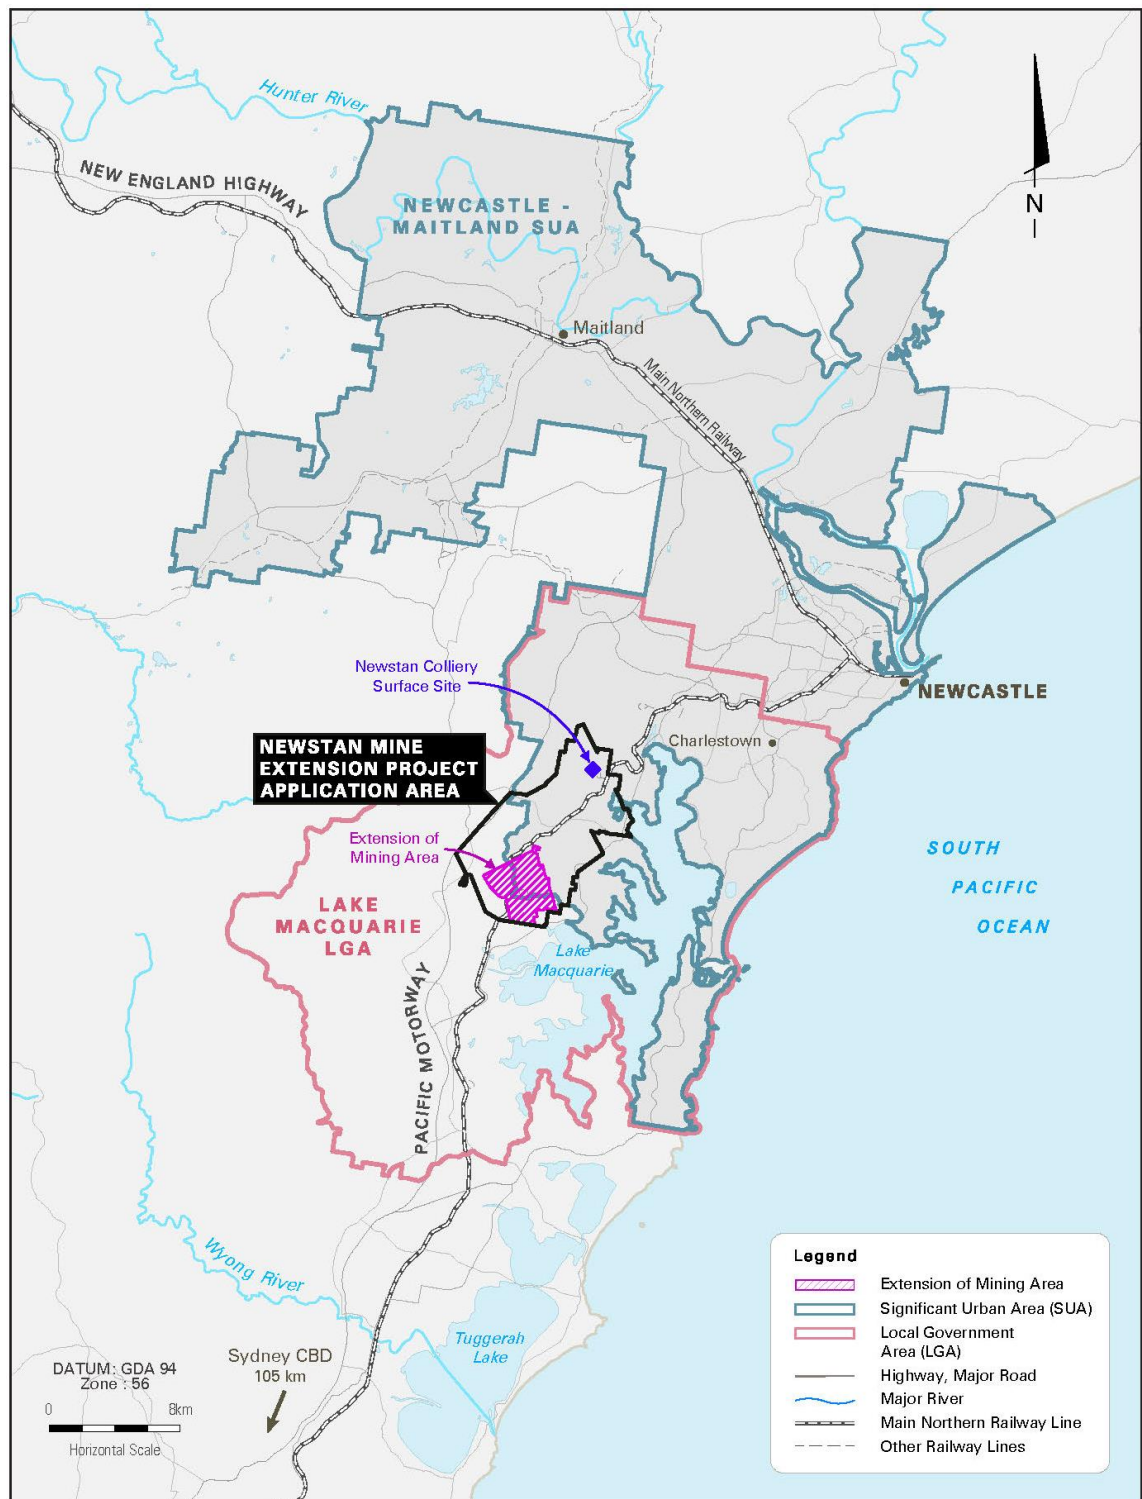 Hunter River
NEW ENGLAND HIGHWAY
NEWCASTLE -
MAITLAND SUA
N
Maitland
Main Northern Railway
Newstan Colliery
Surface Site
NEWCASTLE
Charlestown
NEWSTAN MINE
EXTENSION PROJECT
APPLICATION AREA
Extension of
Mining Area
SOUTH
PACIFIC
OCEAN
LAKE
MACQUARIE
LGA
Lake
Macquarie
PACIFIC MOTORWAY
Wyong River
Tuggerah
Lake
Sydney CBD
105 km
DATUM: GDA 94
Zone : 56
0 8km
Horizontal Scale
Legend
Extension of Mining Area
Significant Urban Area (SUA)
Local Government
Area (LGA)
Highway, Major Road
Major River
Main Northern Railway Line
Other Railway Lines